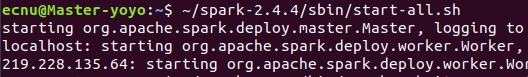 ecnu@Master-yoyo:~$ ~/spark-2.4.4/sbin/start-all.sh
starting org.apache.spark.deploy.master.Master, logging to
localhost: starting org.apache.spark.deploy.worker.Worker,
219.228.135.64: starting org.apache.spark.deploy.worker.Wor